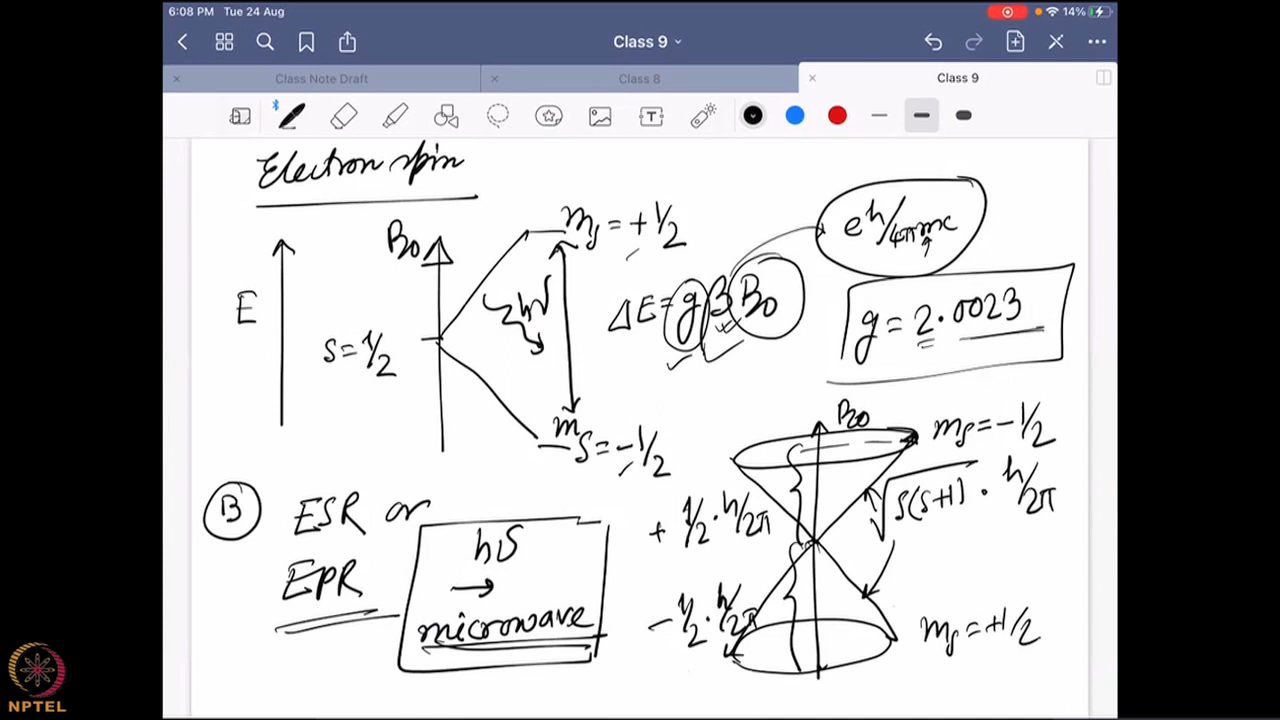 6:08 PM Tue 24 Aug
14%
Class 9
Class Note Draft
Class 8
Class 9
T
Electron spin
E
B₀
mₛ = +1/2
S = 1/2
hν
mₛ = -1/2
ΔE = gβB₀
eh/4πmc
g = 2.0023
B
ESR or
EPR
hν
→
microwave
B₀
mₛ = -1/2
√s(s+1) · h/2π
+ 1/2 · h/2π
- 1/2 · h/2π
mₛ = +1/2
NPTEL